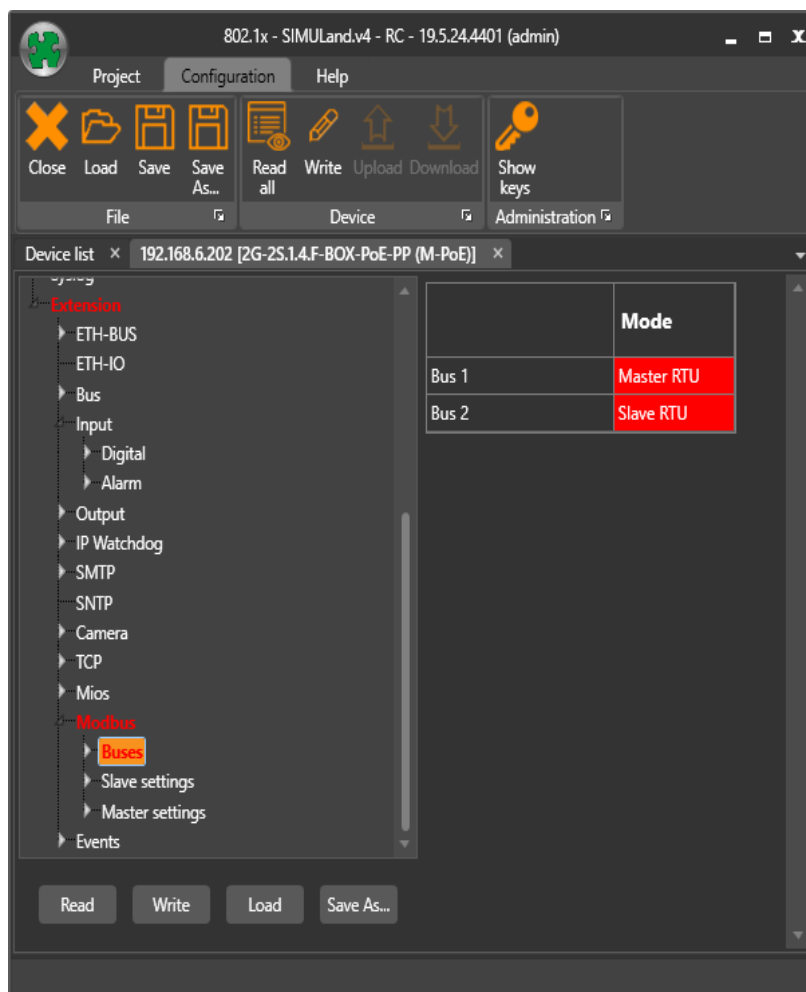 802.1x - SIMULand.v4 - RC - 19.5.24.4401 (admin)
Project Configuration Help
Close Load Save Save As... Read all Write Upload Download Show keys
File Device Administration
Device list × 192.168.6.202 [2G-2S.1.4.F-BOX-PoE-PP (M-PoE)] ×
Syslog
Extension
ETH-BUS
ETH-IO
Bus
Input
Digital
Alarm
Output
IP Watchdog
SMTP
SNTP
Camera
TCP
Mios
Modbus
Buses
Slave settings
Master settings
Events
Mode
Bus 1 Master RTU
Bus 2 Slave RTU
Read Write Load Save As...